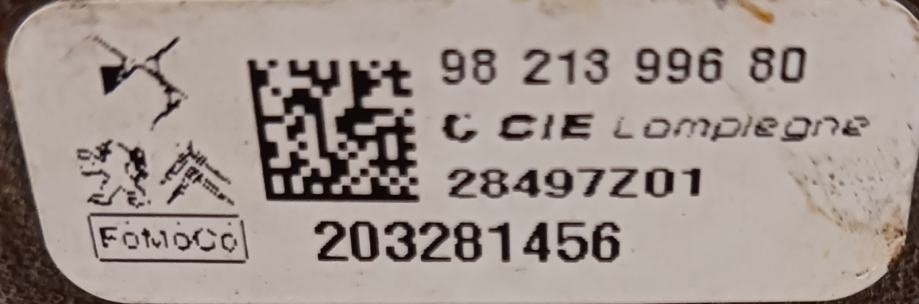 98 213 996 80
C CIE Compiegne
28497Z01
FoMoCo
203281456